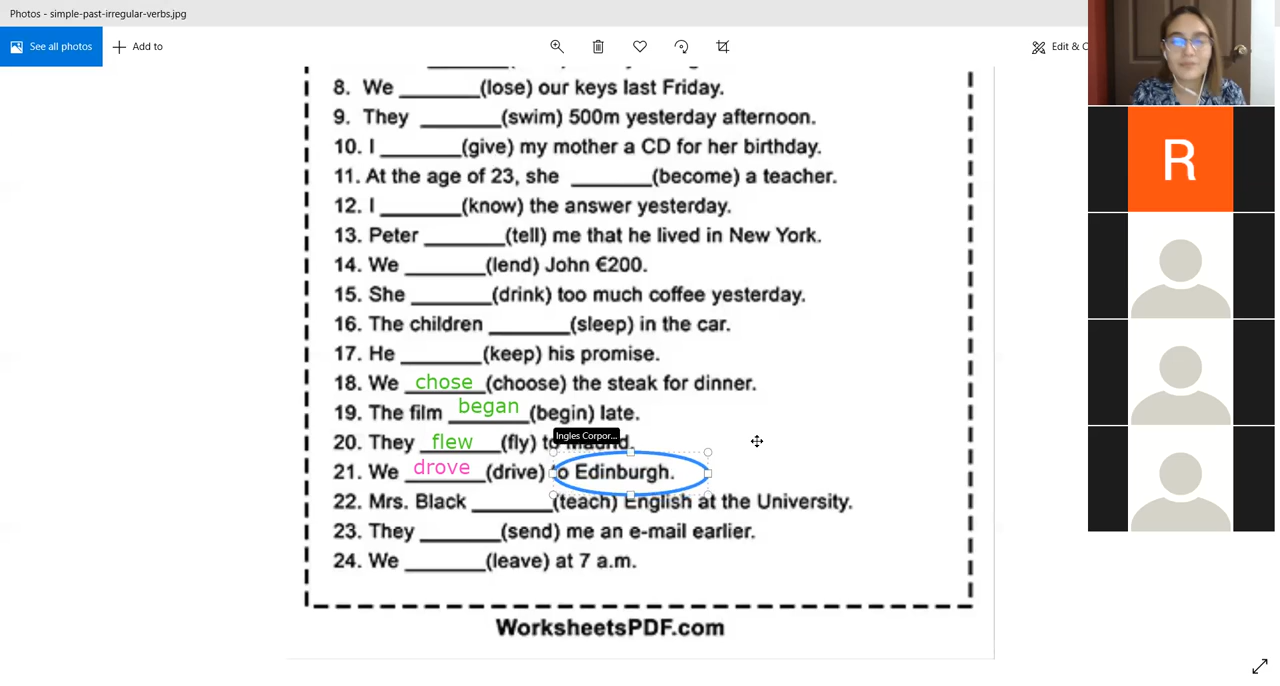 Photos - simple-past-irregular-verbs.jpg
See all photos
Add to
Edit & C
8. We ________(lose) our keys last Friday.
9. They ________(swim) 500m yesterday afternoon.
10. I ________(give) my mother a CD for her birthday.
11. At the age of 23, she ________(become) a teacher.
12. I ________(know) the answer yesterday.
13. Peter ________(tell) me that he lived in New York.
14. We ________(lend) John €200.
15. She ________(drink) too much coffee yesterday.
16. The children ________(sleep) in the car.
17. He ________(keep) his promise.
18. We chose (choose) the steak for dinner.
19. The film began (begin) late.
Ingles Corpor...
20. They flew (fly) to Madrid.
21. We drove (drive) to Edinburgh.
22. Mrs. Black ________(teach) English at the University.
23. They ________(send) me an e-mail earlier.
24. We ________(leave) at 7 a.m.
WorksheetsPDF.com
R